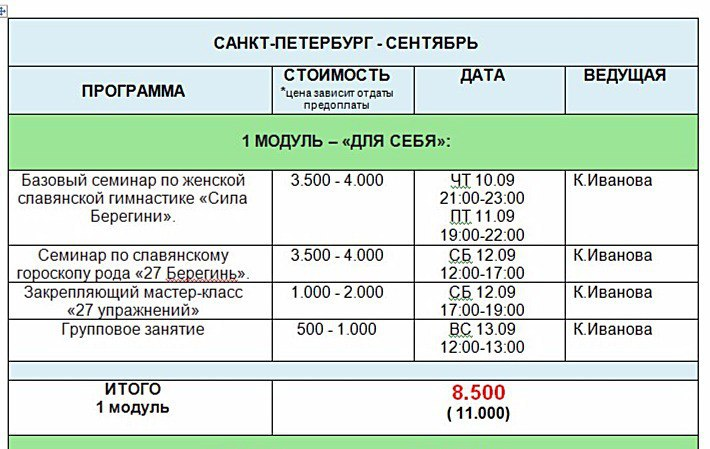 САНКТ-ПЕТЕРБУРГ - СЕНТЯБРЬ
ПРОГРАММА
СТОИМОСТЬ
*цена зависит от даты
предоплаты
ДАТА
ВЕДУЩАЯ
1 МОДУЛЬ – «ДЛЯ СЕБЯ»:
Базовый семинар по женской
славянской гимнастике «Сила
Берегини».
3.500 - 4.000
ЧТ 10.09
21:00-23:00
ПТ 11.09
19:00-22:00
К.Иванова
Семинар по славянскому
гороскопу рода «27 Берегинь».
3.500 - 4.000
СБ 12.09
12:00-17:00
К.Иванова
Закрепляющий мастер-класс
«27 упражнений»
1.000 - 2.000
СБ 12.09
17:00-19:00
К.Иванова
Групповое занятие
500 - 1.000
ВС 13.09
12:00-13:00
К.Иванова
ИТОГО
1 модуль
8.500
( 11.000)